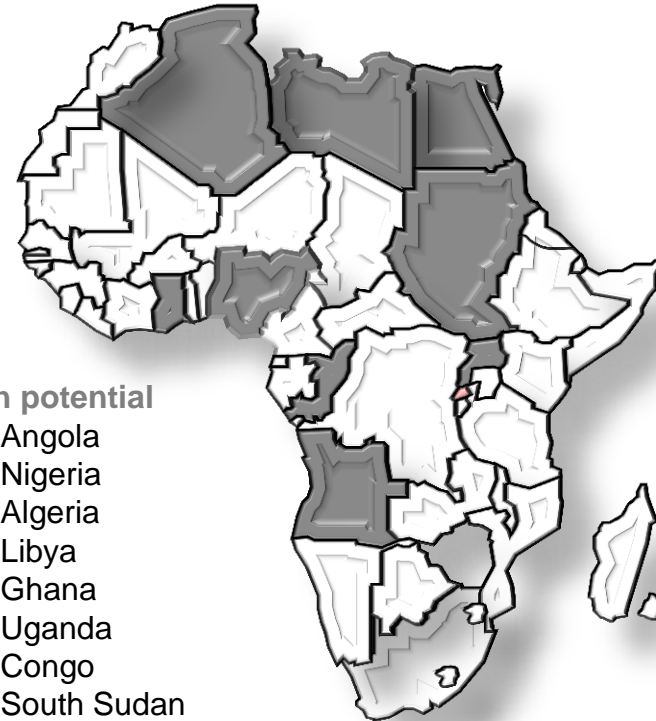 potential
Angola
Nigeria
Algeria
Libya
Ghana
Uganda
Congo
South Sudan